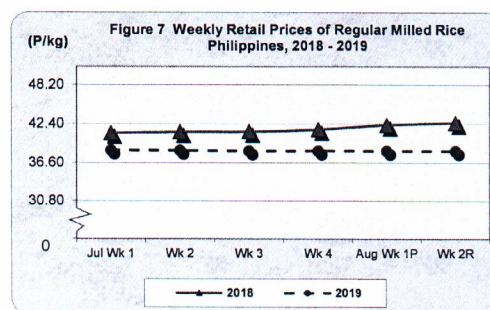 Figure 7 Weekly Retail Prices of Regular Milled Rice
Philippines, 2018 - 2019
(P/kg)
48.20
42.40
36.60
30.80
0
Jul Wk 1 Wk 2 Wk 3 Wk 4 Aug Wk 1P Wk 2R
2018 2019